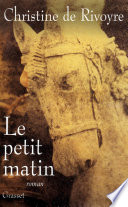 Christine de Rivoyre
Le
petit
matin
roman
Grasset